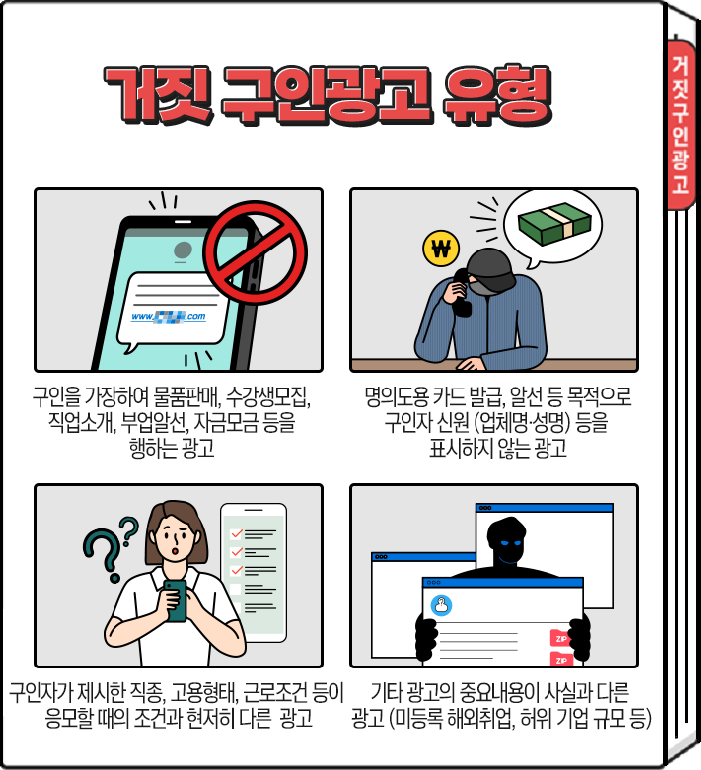 거짓 구인광고 유형
거짓구인광고
www.
.com
구인을 가장하여 물품판매, 수강생모집,
직업소개, 부업알선, 자금모금 등을
행하는 광고
₩
명의도용 카드 발급, 알선 등 목적으로
구인자 신원 (업체명·성명) 등을
표시하지 않는 광고
구인자가 제시한 직종, 고용형태, 근로조건 등이
응모할 때의 조건과 현저히 다른 광고
ZIP
ZIP
기타 광고의 중요내용이 사실과 다른
광고 (미등록 해외취업, 허위 기업 규모 등)